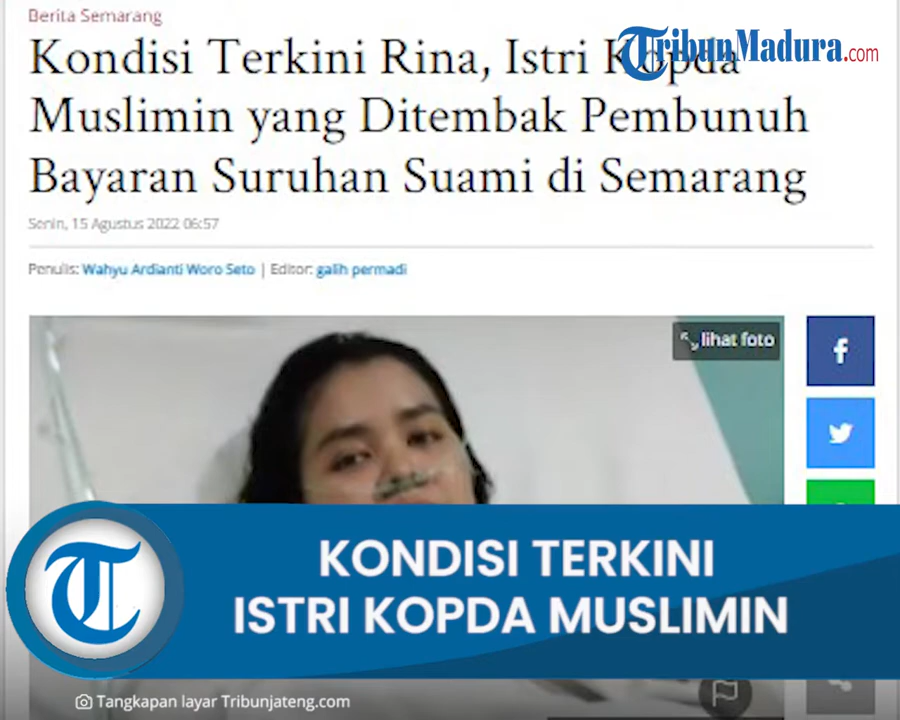 Berita Semarang
TribunMadura.com
Kondisi Terkini Rina, Istri Kopda
Muslimin yang Ditembak Pembunuh
Bayaran Suruhan Suami di Semarang
Senin, 15 Agustus 2022 06:57
Penulis: Wahyu Ardianti Woro Seto | Editor: galih permadi
lihat foto
f
T
KONDISI TERKINI
ISTRI KOPDA MUSLIMIN
Tangkapan layar Tribunjateng.com